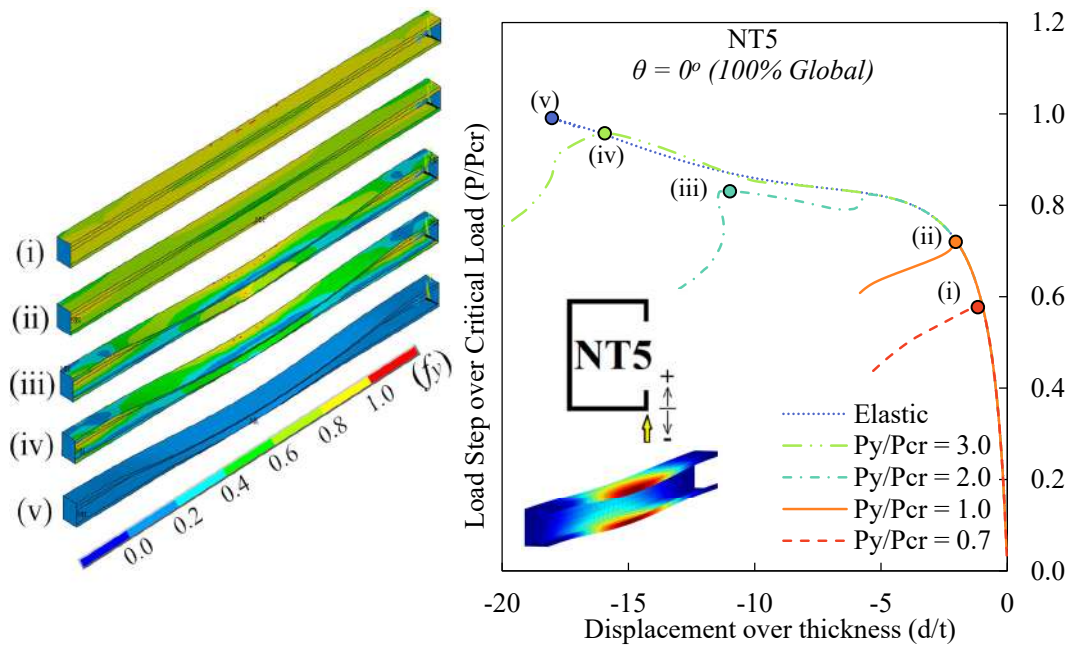 (i)
(ii)
(iii)
(iv)
(v)
0.0
0.2
0.4
0.6
0.8
1.0
(fy)
Load Step over Critical Load (P/Pcr)
NT5
θ = 0º (100% Global)
(v)
(iv)
(iii)
(ii)
(i)
NT5
+
-
Elastic
Py/Pcr = 3.0
Py/Pcr = 2.0
Py/Pcr = 1.0
Py/Pcr = 0.7
1.2
1.0
0.8
0.6
0.4
0.2
0.0
-20
-15
-10
-5
0
Displacement over thickness (d/t)